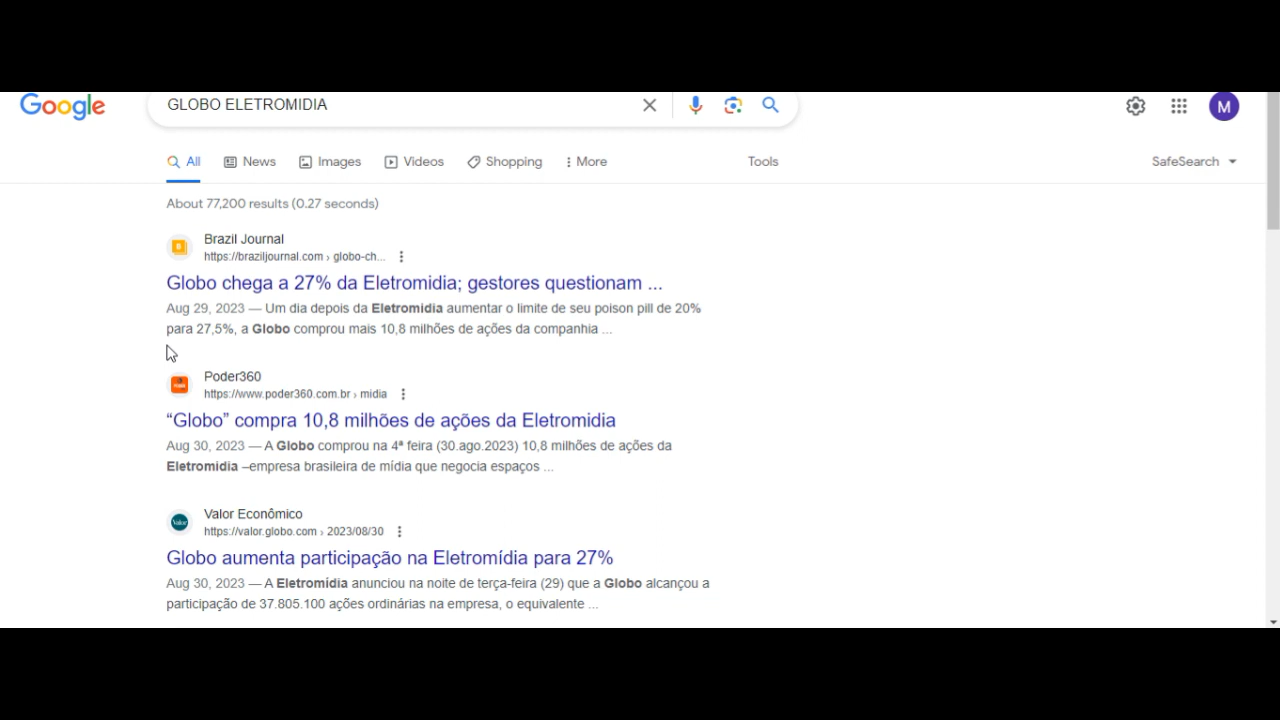 Google
GLOBO ELETROMIDIA
M
All
News
Images
Videos
Shopping
More
Tools
SafeSearch
About 77,200 results (0.27 seconds)
Brazil Journal
https://braziljournal.com › globo-ch...
Globo chega a 27% da Eletromidia; gestores questionam ...
Aug 29, 2023 — Um dia depois da Eletromidia aumentar o limite de seu poison pill de 20%
para 27,5%, a Globo comprou mais 10,8 milhões de ações da companhia ...
Poder360
https://www.poder360.com.br › midia
“Globo” compra 10,8 milhões de ações da Eletromidia
Aug 30, 2023 — A Globo comprou na 4ª feira (30.ago.2023) 10,8 milhões de ações da
Eletromidia –empresa brasileira de mídia que negocia espaços ...
Valor
Valor Econômico
https://valor.globo.com › 2023/08/30
Globo aumenta participação na Eletromídia para 27%
Aug 30, 2023 — A Eletromídia anunciou na noite de terça-feira (29) que a Globo alcançou a
participação de 37.805.100 ações ordinárias na empresa, o equivalente ...